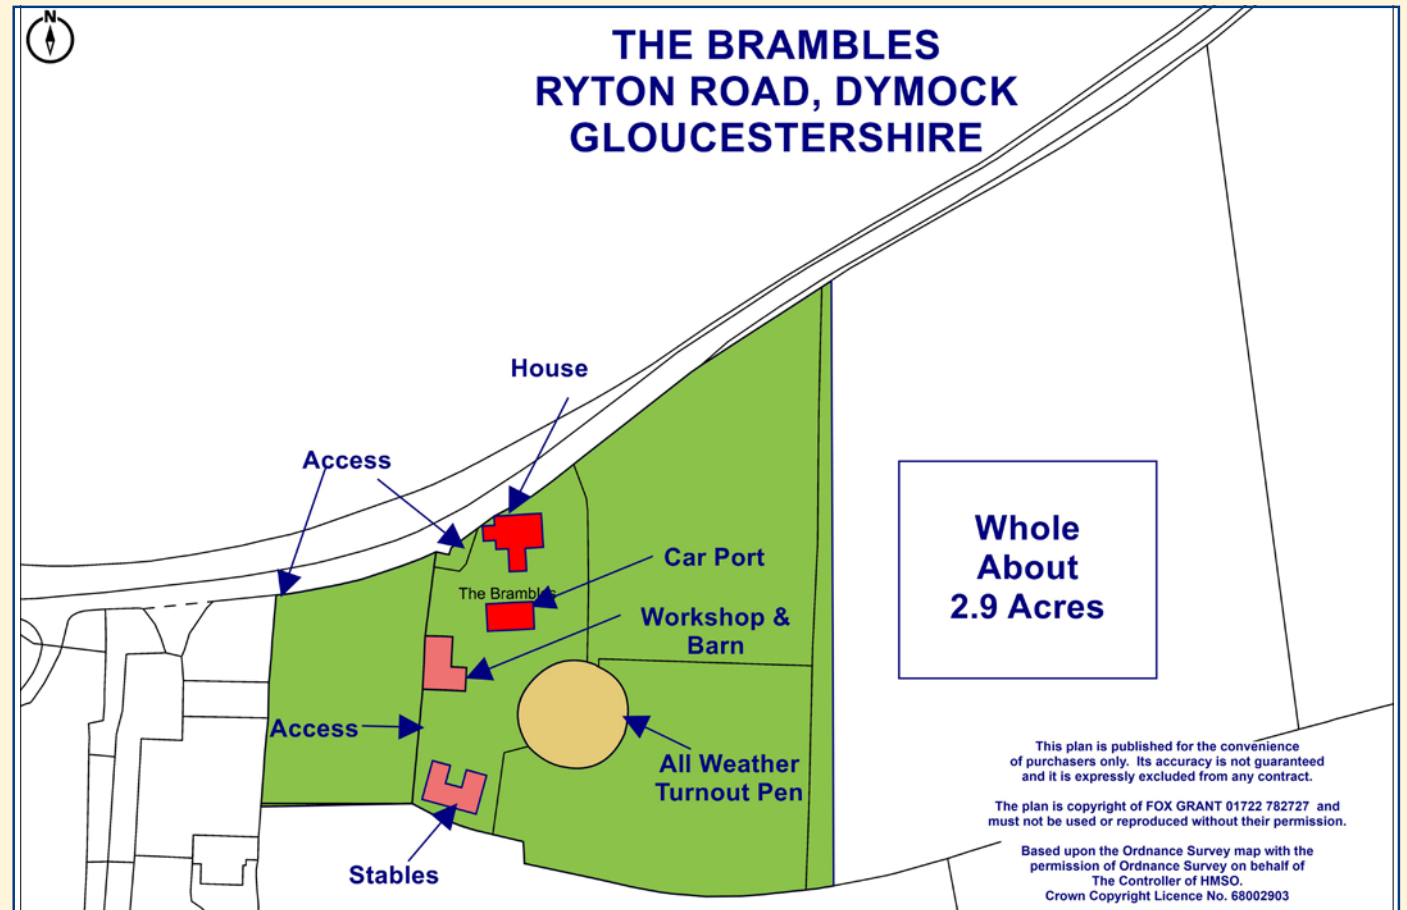 N
THE BRAMBLES
RYTON ROAD, DYMOCK
GLOUCESTERSHIRE
House
Access
Car Port
The Brambles
Workshop &
Barn
Whole
About
2.9 Acres
Access
All Weather
Turnout Pen
Stables
This plan is published for the convenience
of purchasers only. Its accuracy is not guaranteed
and it is expressly excluded from any contract.
The plan is copyright of FOX GRANT 01722 782727 and
must not be used or reproduced without their permission.
Based upon the Ordnance Survey map with the
permission of Ordnance Survey on behalf of
The Controller of HMSO.
Crown Copyright Licence No. 68002903